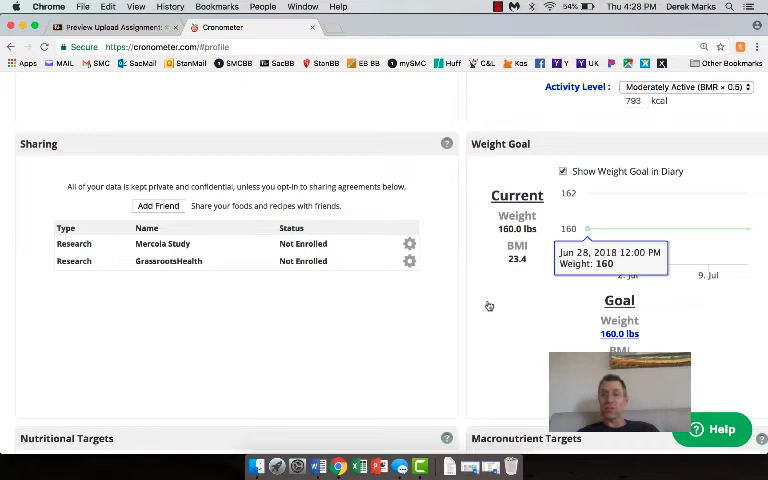 Chrome File Edit View History Bookmarks People Window Help 54% Thu 4:28 PM Derek Marks
Preview Upload Assignment:
Cronometer
Secure https://cronometer.com/#profile
Apps MAIL SMC SacMail StanMail SMCBB SacBB StanBB BB BB mySMC Huff C&L Kos Y UK Other Bookmarks
Activity Level : Moderately Active (BMR × 0.5)
793 kcal
Sharing ?
All of your data is kept private and confidential, unless you opt-in to sharing agreements below.
Add Friend Share your foods and recipes with friends.
Type Name Status
Research Mercola Study Not Enrolled
Research GrassrootsHealth Not Enrolled
Weight Goal
Show Weight Goal in Diary
Current
Weight
160.0 lbs
BMI
23.4
162
160
Jun 28, 2018 12:00 PM
Weight: 160
2. Jul 9. Jul
Goal
Weight
160.0 lbs
BMI
Help
Nutritional Targets ?
Macronutrient Targets ?